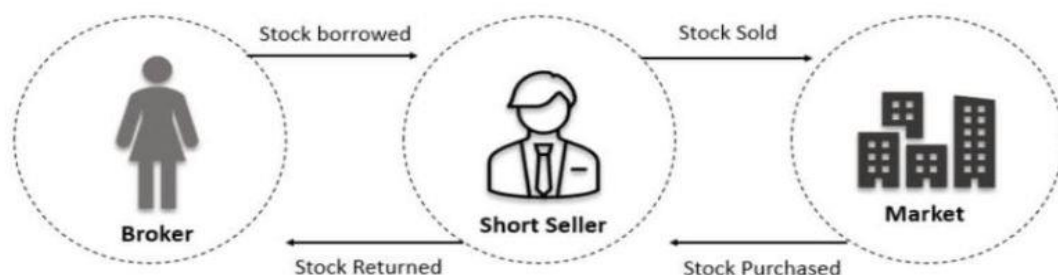 Stock borrowed
Stock Sold
Broker
Short Seller
Market
Stock Returned
Stock Purchased